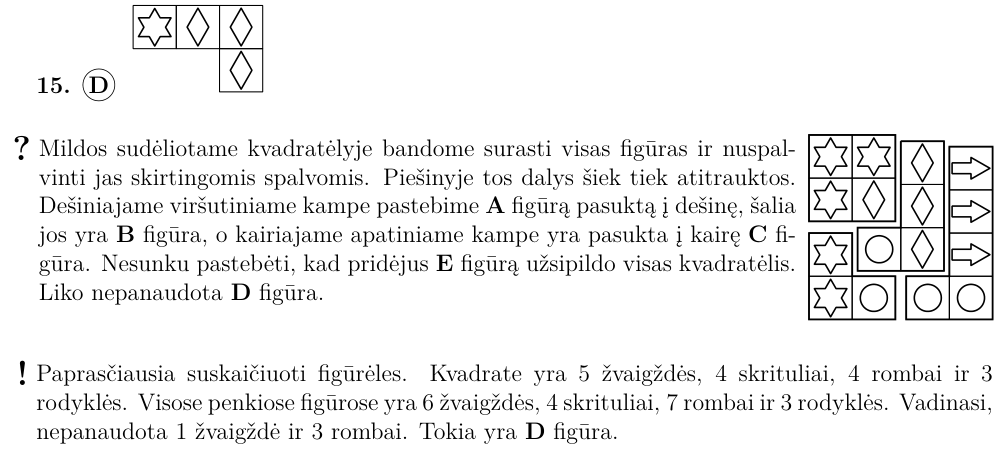 15. D
? Mildos sudėliotame kvadratėlyje bandome surasti visas figūras ir nuspal-
vinti jas skirtingomis spalvomis. Piešinyje tos dalys šiek tiek atitrauktos.
Dešiniajame viršutiniame kampe pastebime A figūrą pasuktą į dešinę, šalia
jos yra B figūra, o kairiajame apatiniame kampe yra pasukta į kairę C fi-
gūra. Nesunku pastebėti, kad pridėjus E figūrą užsipildo visas kvadratėlis.
Liko nepanaudota D figūra.
! Paprasčiausia suskaičiuoti figūrėles. Kvadrate yra 5 žvaigždės, 4 skrituliai, 4 rombai ir 3
rodyklės. Visose penkiose figūrose yra 6 žvaigždės, 4 skrituliai, 7 rombai ir 3 rodyklės. Vadinasi,
nepanaudota 1 žvaigždė ir 3 rombai. Tokia yra D figūra.